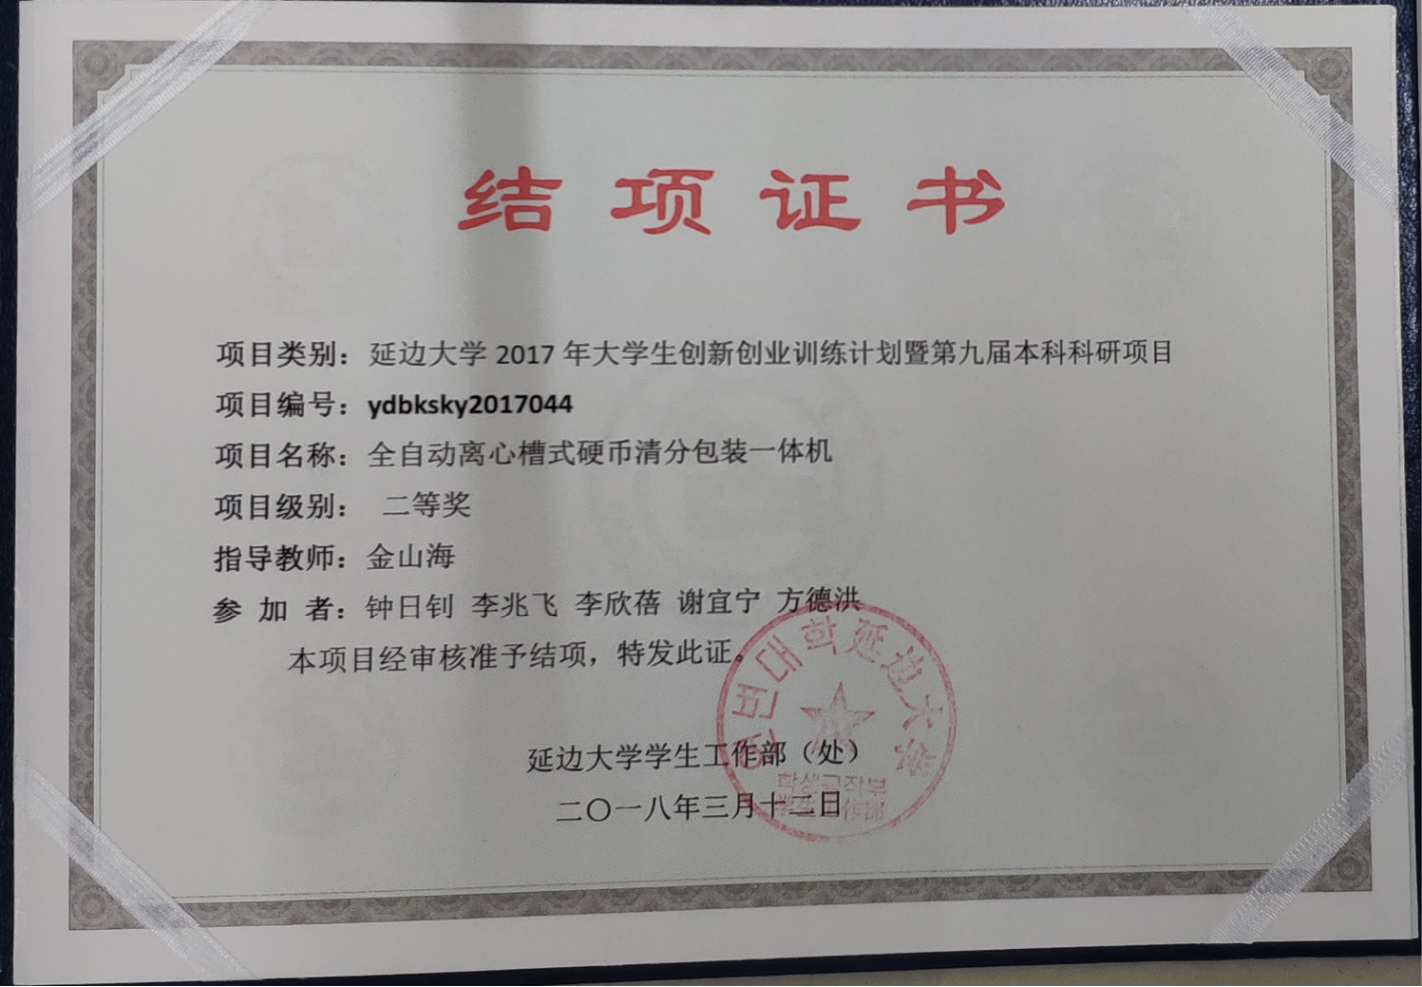 结项证书
项目类别：延边大学 2017 年大学生创新创业训练计划暨第九届本科科研项目
项目编号：ydbksky2017044
项目名称：全自动离心槽式硬币清分包装一体机
项目级别： 二等奖
指导教师：金山海
参 加 者：钟日钊 李兆飞 李欣蓓 谢宜宁 方德洪
本项目经审核准予结项，特发此证。
연변대학 延边大学
延边大学学生工作部（处）
학생공작부
学生工作部
二〇一八年三月十二日